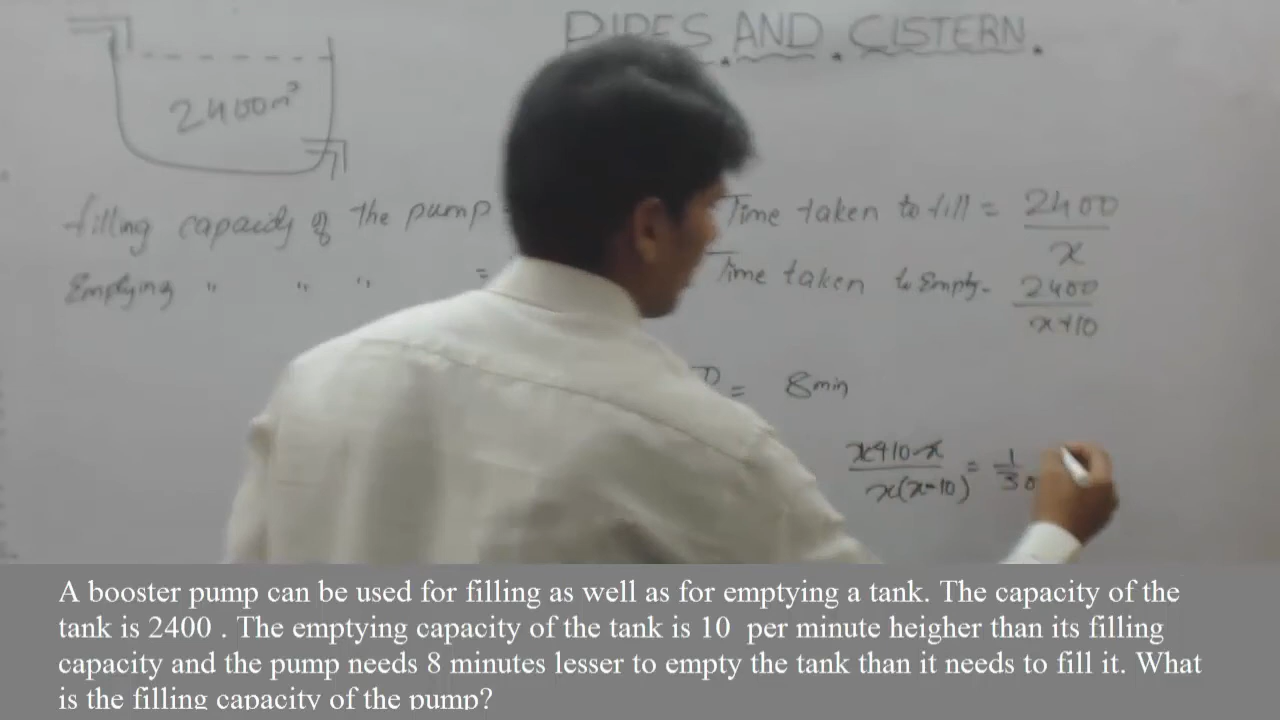 PIPES AND CISTERN.
2400m³
filling capacity of the pump
Time taken to fill = 2400/x
Emptying " " " =
Time taken to Empty - 2400/x+10
= 8min
x+10-x/x(x-10) = 1/30
A booster pump can be used for filling as well as for emptying a tank. The capacity of the
tank is 2400 . The emptying capacity of the tank is 10 per minute heigher than its filling
capacity and the pump needs 8 minutes lesser to empty the tank than it needs to fill it. What
is the filling capacity of the pump?